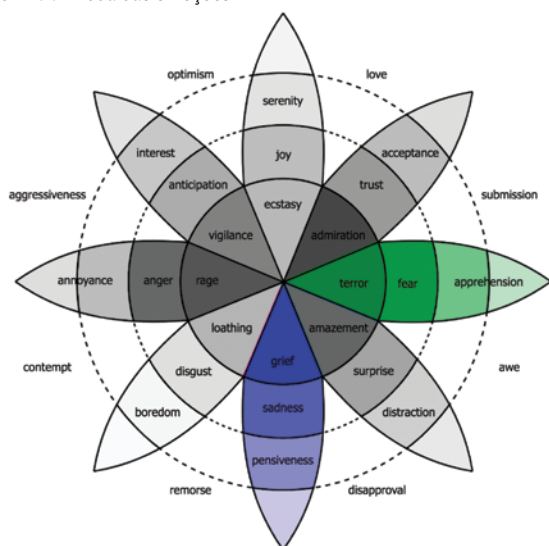 optimism
love
serenity
interest
acceptance
joy
anticipation
trust
aggressiveness
submission
ecstasy
vigilance
admiration
annoyance
anger
rage
terror
fear
apprehension
loathing
amazement
grief
contempt
disgust
surprise
awe
boredom
sadness
distraction
pensiveness
remorse
disapproval